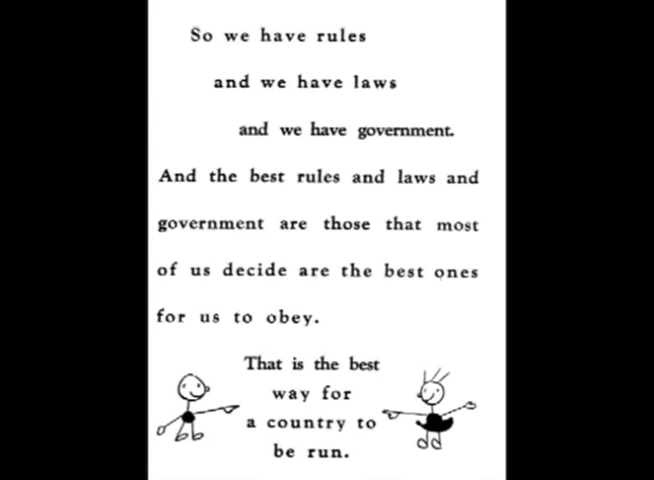 So we have rules
and we have laws
and we have government.
And the best rules and laws and
government are those that most
of us decide are the best ones
for us to obey.
That is the best
way for
a country to
be run.